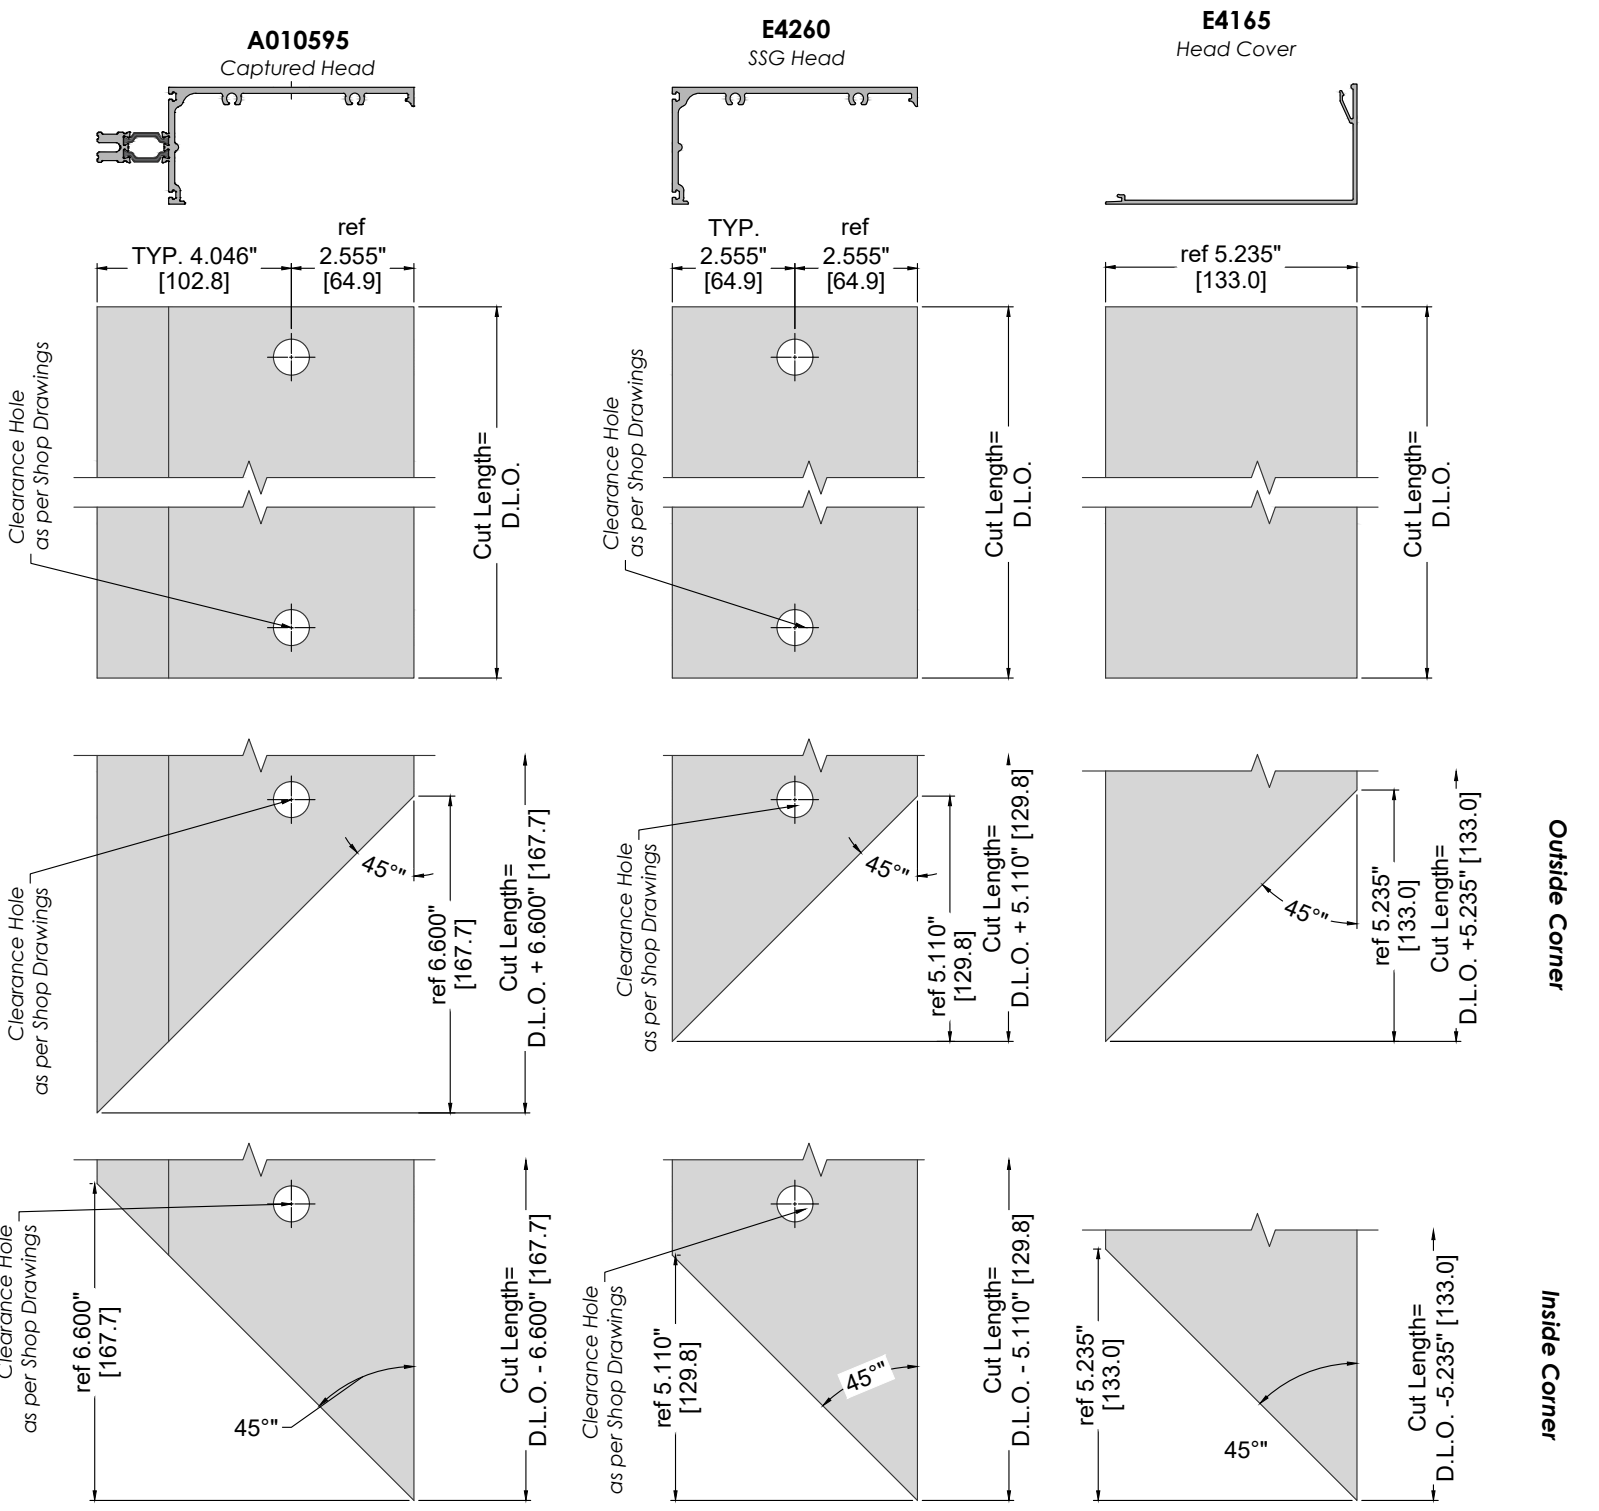 A010595
Captured Head
E4260
SSG Head
E4165
Head Cover
TYP. 4.046"
[102.8]
ref
2.555"
[64.9]
TYP.
2.555"
[64.9]
ref
2.555"
[64.9]
ref 5.235"
[133.0]
Clearance Hole
as per Shop Drawings
Cut Length=
D.L.O.
Clearance Hole
as per Shop Drawings
Cut Length=
D.L.O.
Cut Length=
D.L.O.
Clearance Hole
as per Shop Drawings
45°"
ref 6.600"
[167.7]
Cut Length=
D.L.O. + 6.600" [167.7]
Clearance Hole
as per Shop Drawings
45°"
ref 5.110"
[129.8]
Cut Length=
D.L.O. + 5.110" [129.8]
45°"
ref 5.235"
[133.0]
Cut Length=
D.L.O. +5.235" [133.0]
Outside Corner
Clearance Hole
as per Shop Drawings
ref 6.600"
[167.7]
45°"
Cut Length=
D.L.O. - 6.600" [167.7]
Clearance Hole
as per Shop Drawings
ref 5.110"
[129.8]
45°"
Cut Length=
D.L.O. - 5.110" [129.8]
ref 5.235"
[133.0]
45°"
Cut Length=
D.L.O. -5.235" [133.0]
Inside Corner